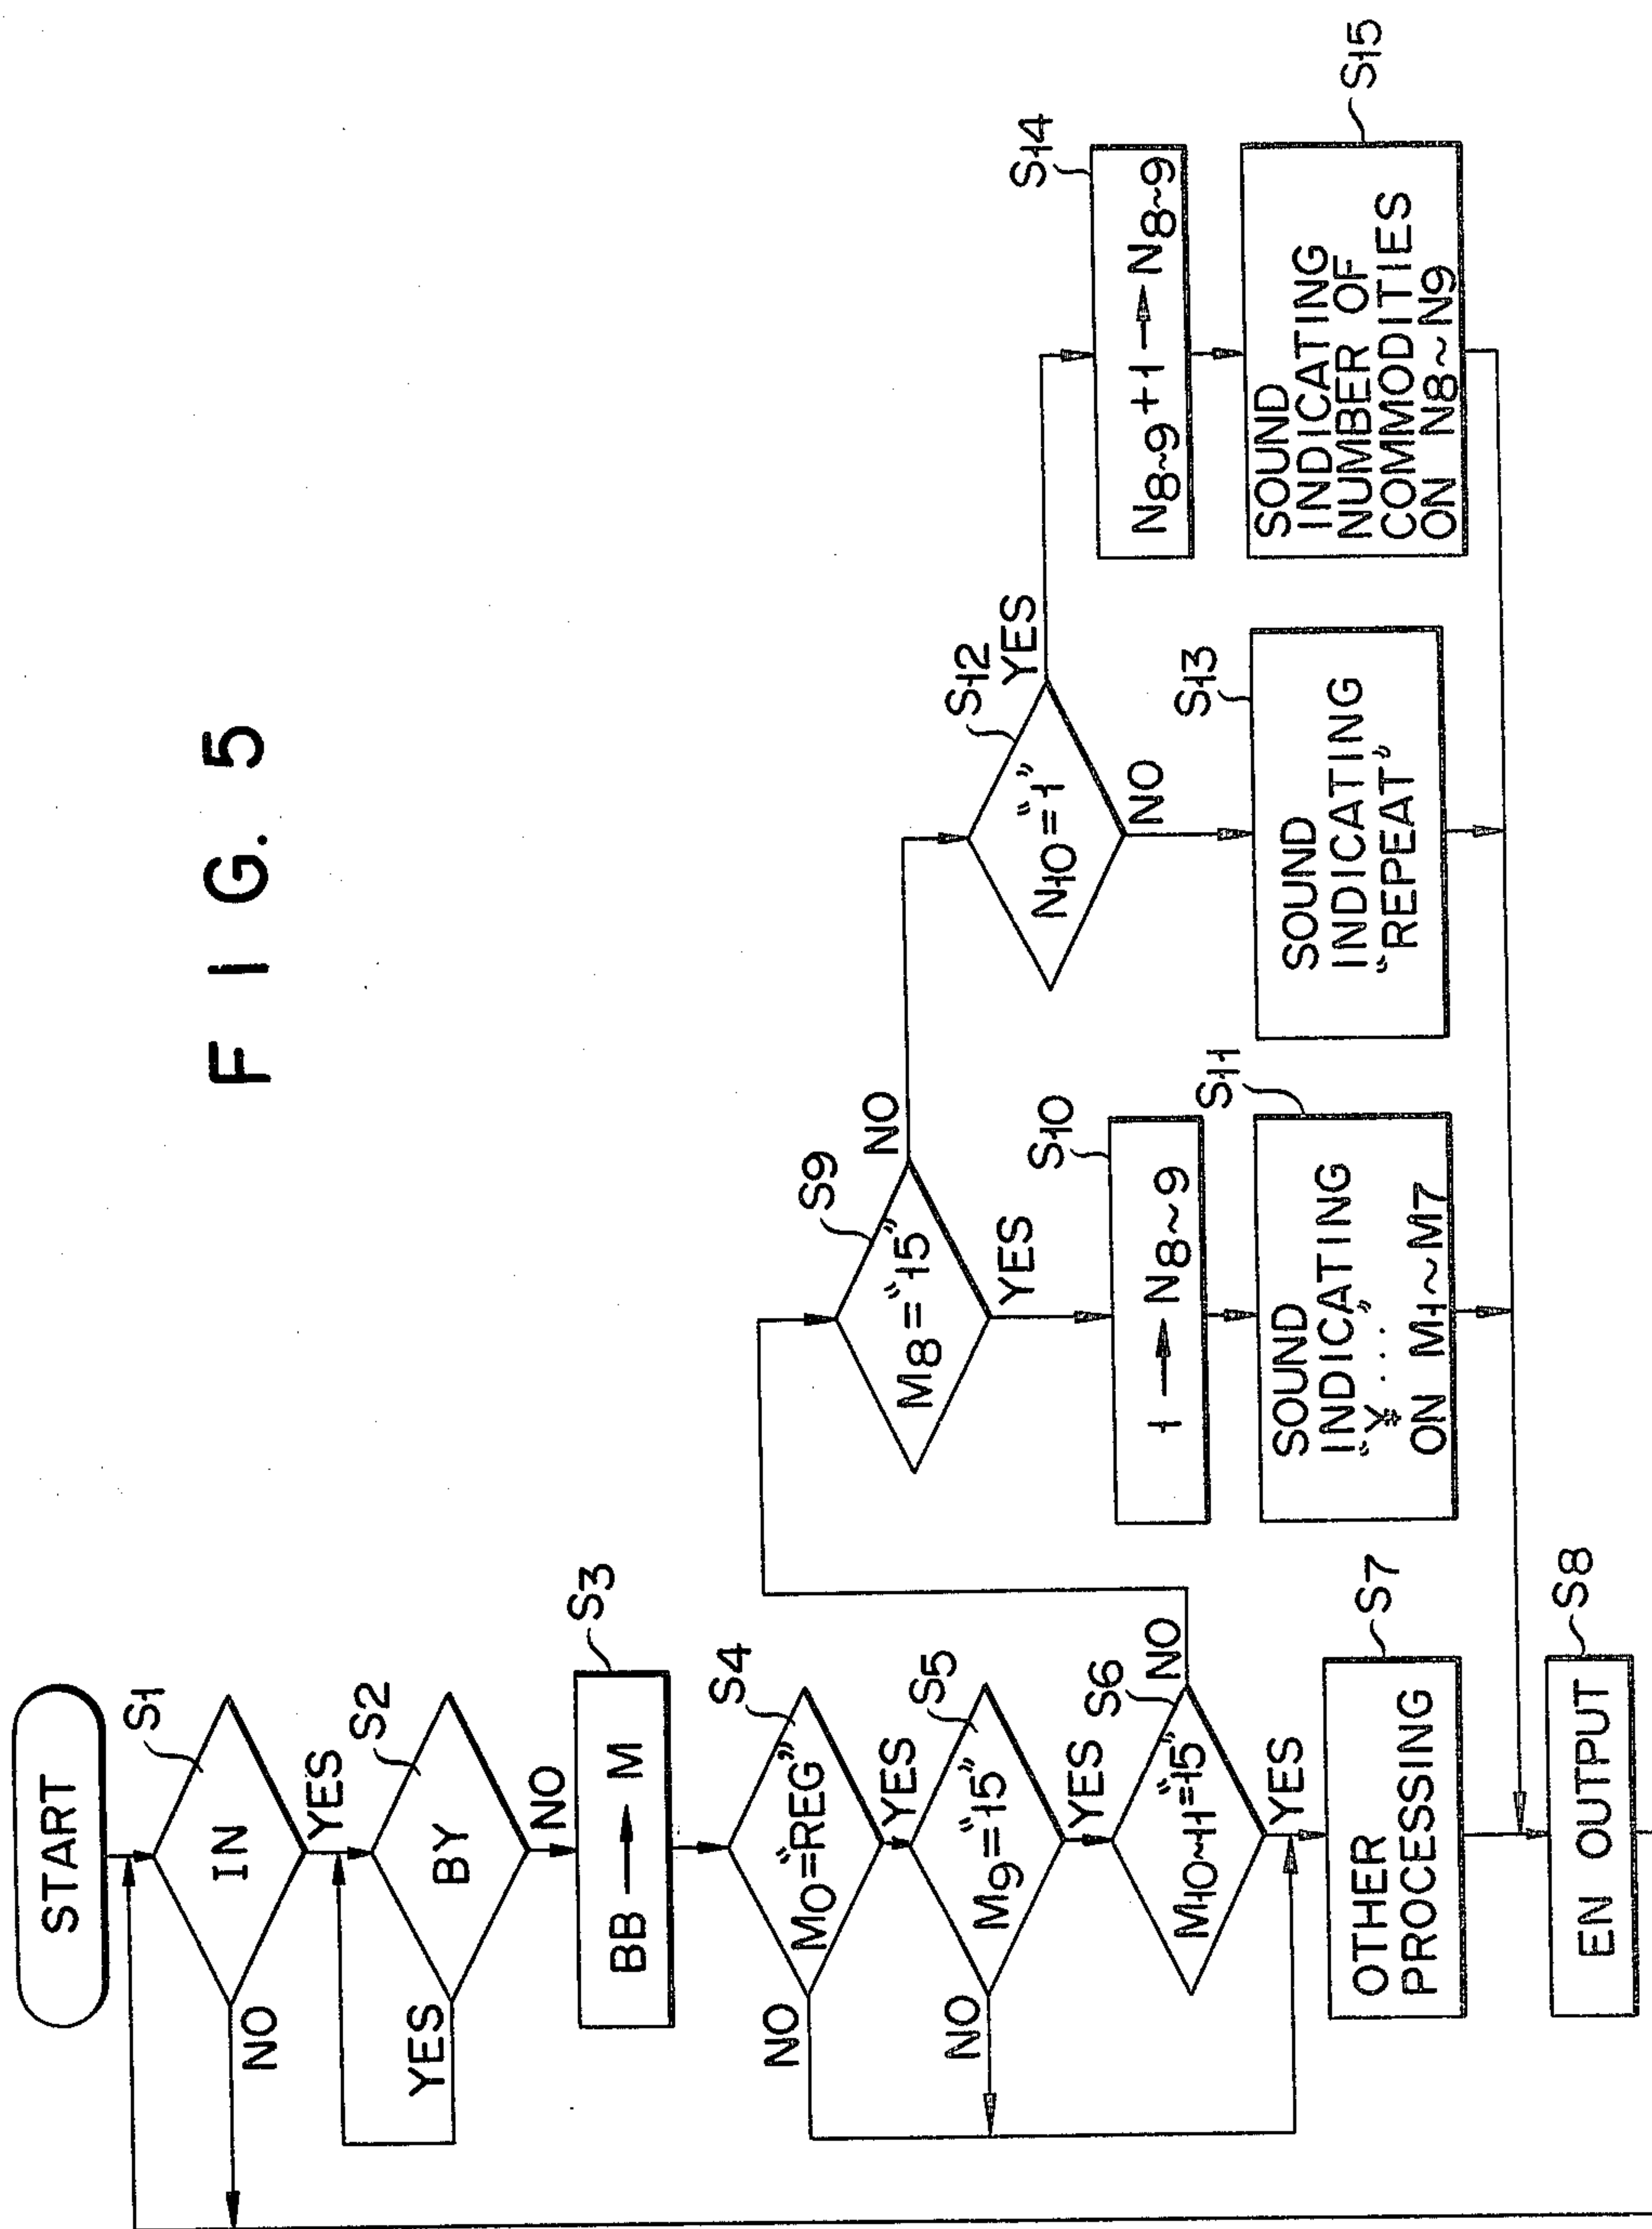 FIG. 5
START
S1
IN
NO
YES
S2
BY
YES
NO
S3
BB → M
S4
M0="REG"
NO
YES
S5
M9="15"
NO
YES
S6
M10~11="15"
NO
YES
S7
OTHER
PROCESSING
S8
EN OUTPUT
S9
M8="15"
NO
YES
S10
1 → N8~9
S11
SOUND
INDICATING
"¥...."
ON M1~M7
S12
N10="1"
YES
NO
S13
SOUND
INDICATING
"REPEAT"
S14
N8~9+1 → N8~9
S15
SOUND
INDICATING
NUMBER OF
COMMODITIES
ON N8~N9